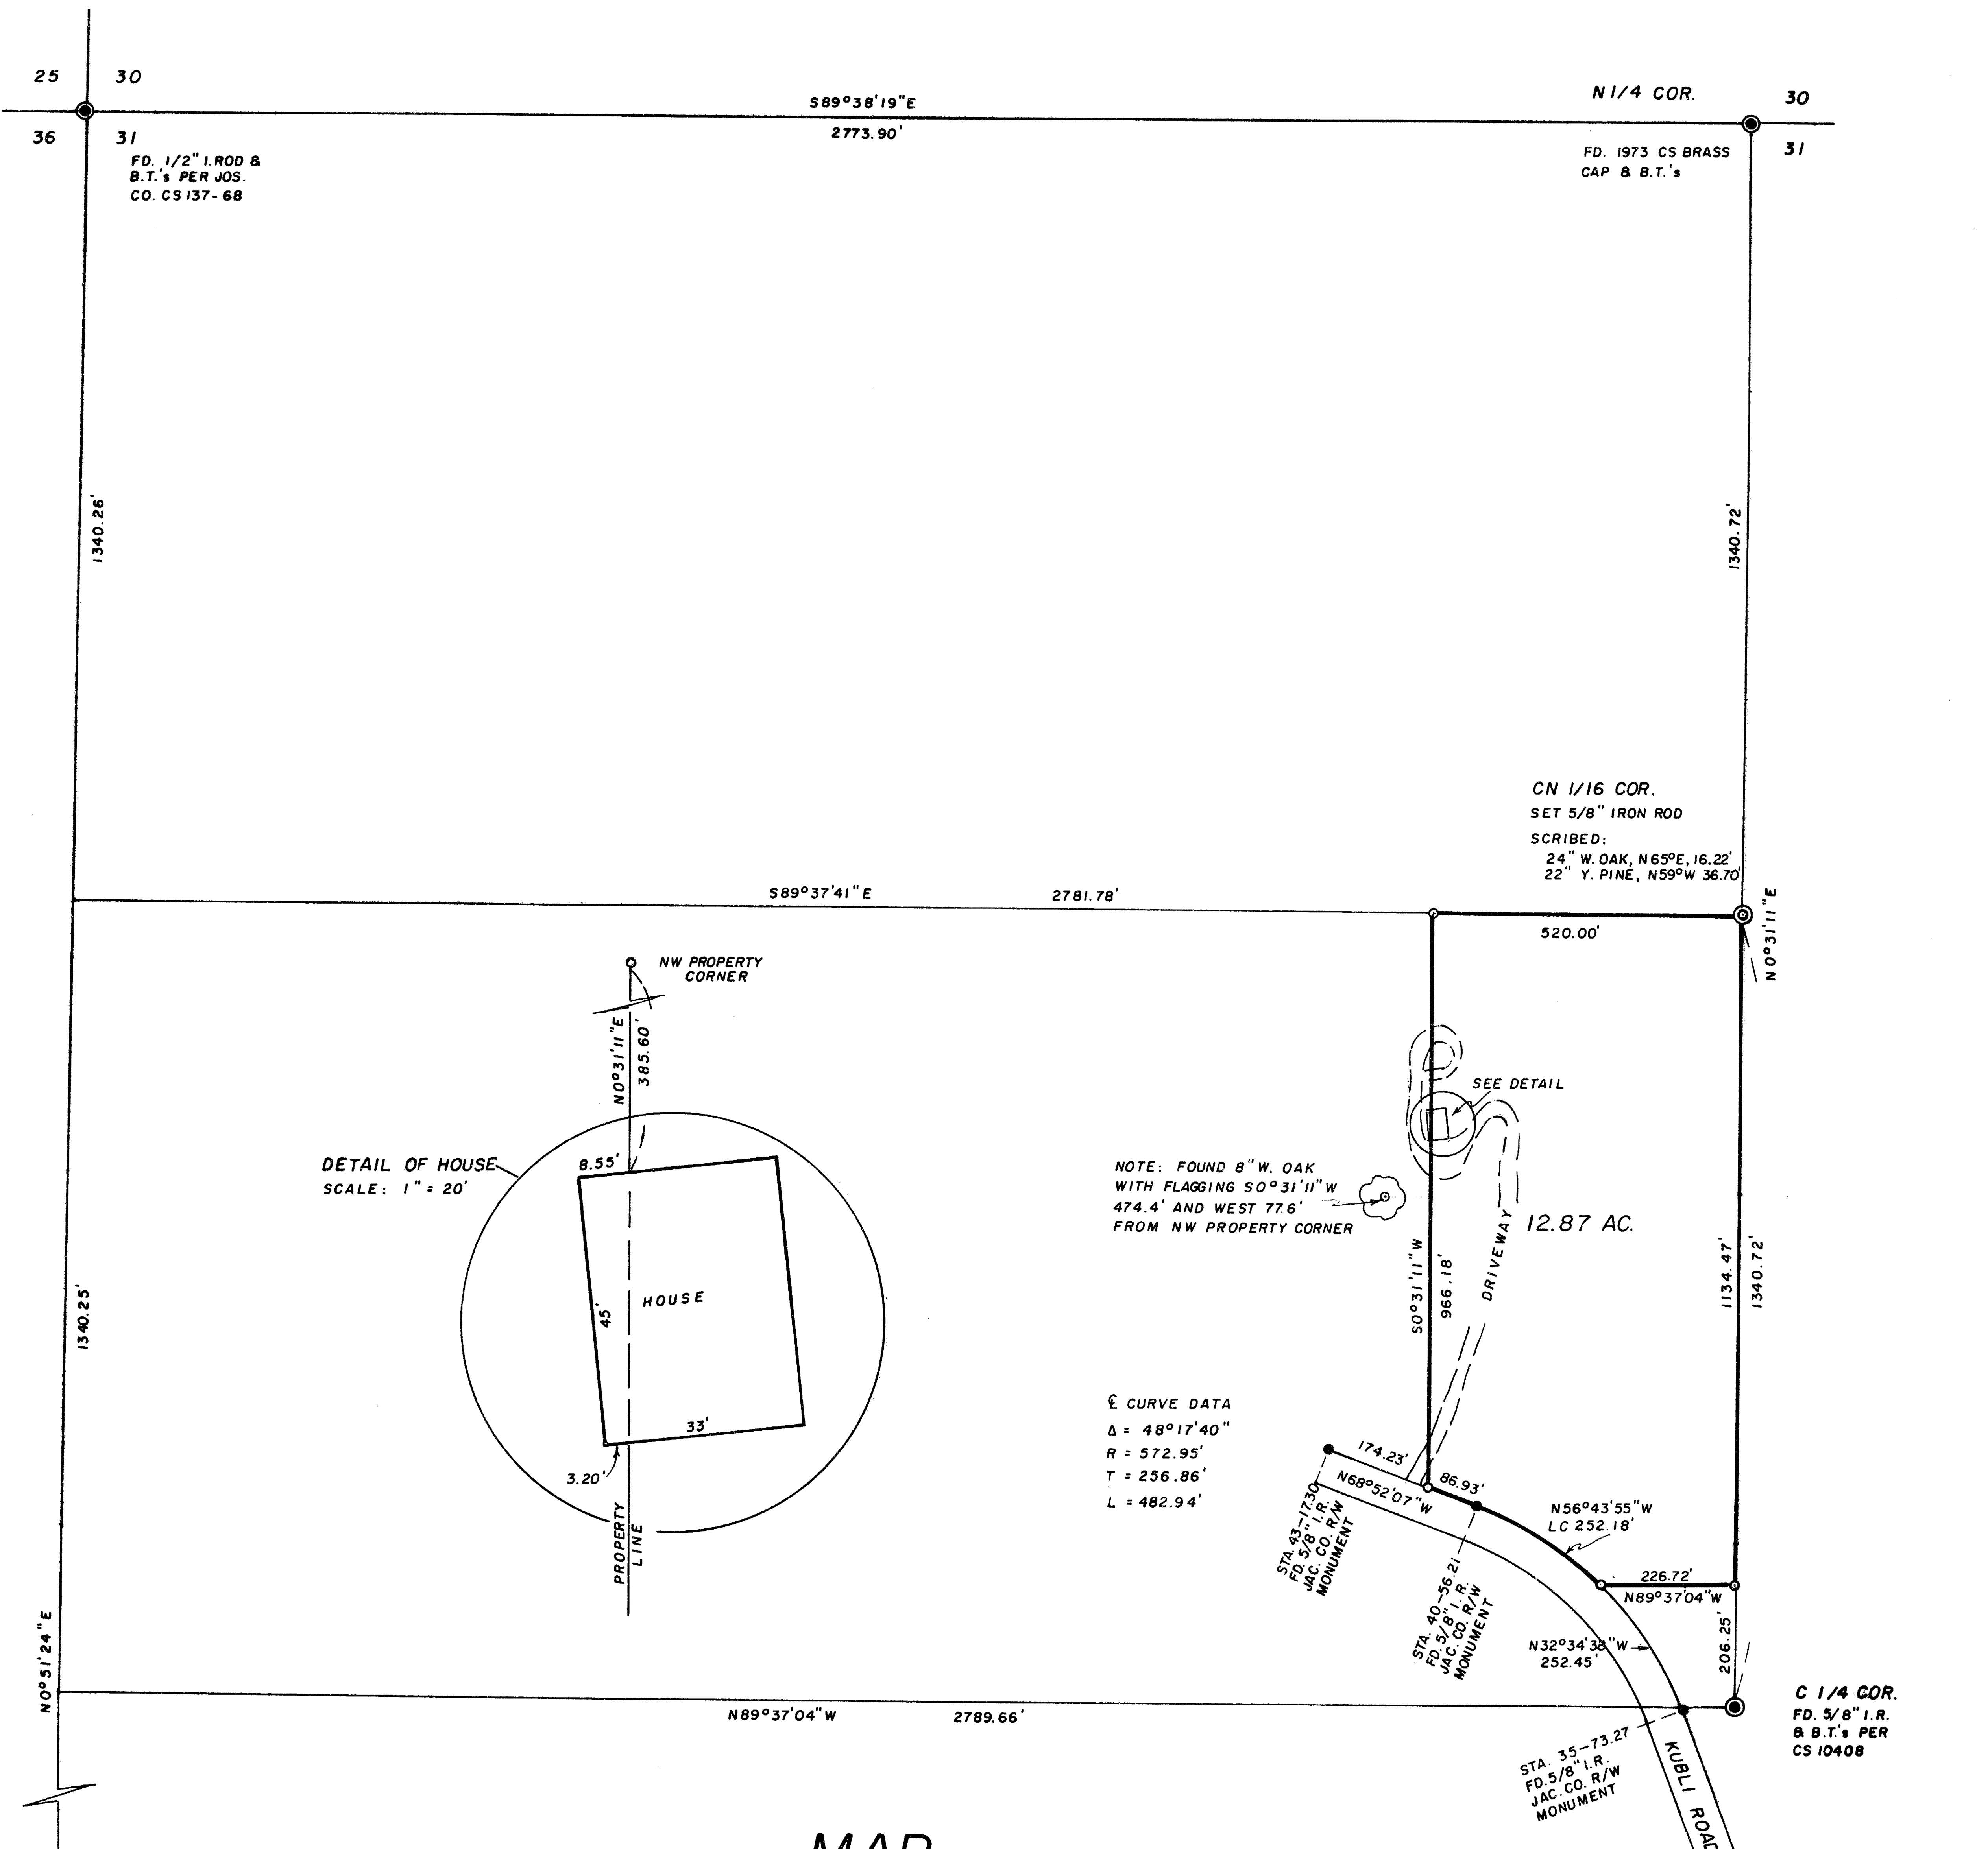 25
30
S89°38'19"E
N 1/4 COR.
30
36
31
2773.90'
31
FD. 1/2" I.ROD &
B.T.'s PER JOS.
CO. CS 137-68
FD. 1973 CS BRASS
CAP & B.T.'s
1340.26'
1340.72'
CN 1/16 COR.
SET 5/8" IRON ROD
SCRIBED:
24" W. OAK, N65°E, 16.22'
22" Y. PINE, N59°W 36.70'
S89°37'41"E
2781.78'
520.00'
N0°31'11"E
NW PROPERTY
CORNER
N0°31'11"E
385.60'
SEE DETAIL
DETAIL OF HOUSE
SCALE: 1" = 20'
8.55'
NOTE: FOUND 8" W. OAK
WITH FLAGGING S0°31'11"W
474.4' AND WEST 77.6'
FROM NW PROPERTY CORNER
12.87 AC.
DRIVEWAY
S0°31'11"W
966.18'
1134.47'
1340.72'
1340.25'
HOUSE
45'
33'
3.20'
PROPERTY
LINE
℄ CURVE DATA
Δ = 48°17'40"
R = 572.95'
T = 256.86'
L = 482.94'
174.23'
N68°52'07"W
86.93'
STA. 43-17.30
FD. 5/8" I.R.
JAC. CO. R/W
MONUMENT
N56°43'55"W
LC 252.18'
STA. 40-56.21
FD. 5/8" I.R.
JAC. CO. R/W
MONUMENT
226.72'
N89°37'04"W
N32°34'38"W
252.45'
206.25'
N0°51'24"E
N89°37'04"W
2789.66'
C 1/4 COR.
FD. 5/8" I.R.
& B.T.'s PER
CS 10408
STA. 35-73.27
FD. 5/8" I.R.
JAC. CO. R/W
MONUMENT
KUBLI ROAD
MAP